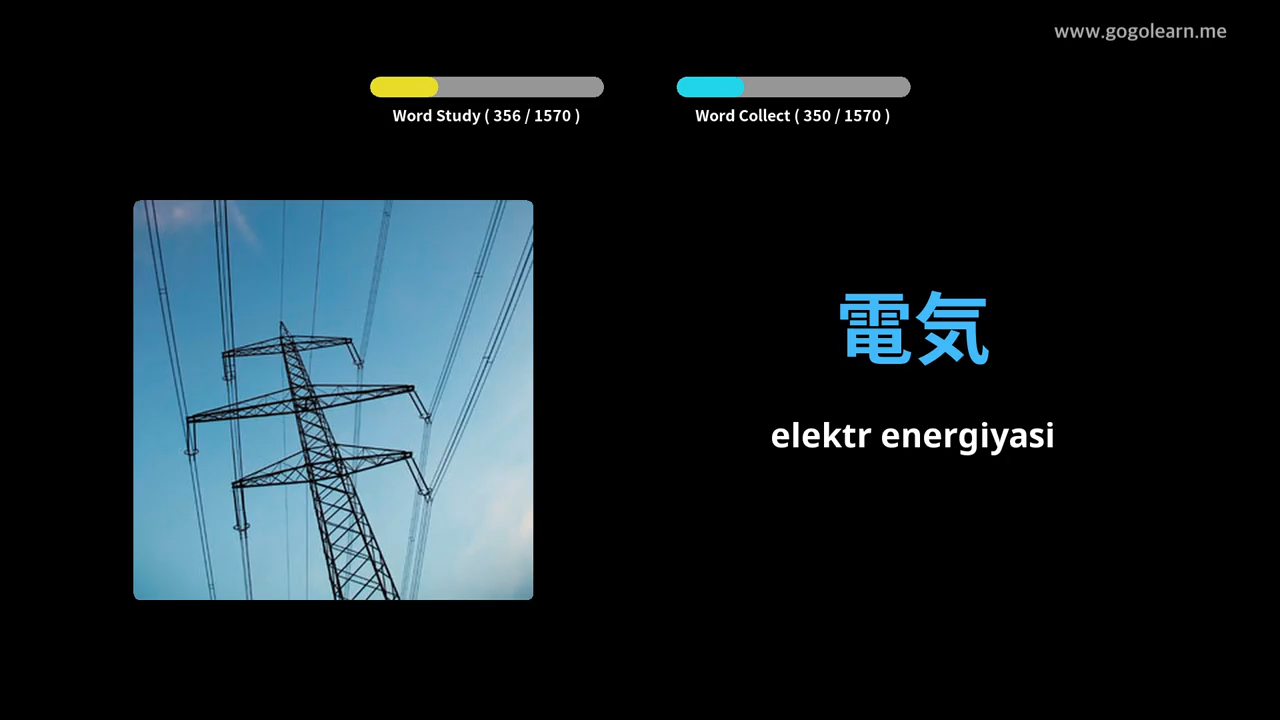 www.gogolearn.me
Word Study ( 356 / 1570 )
Word Collect ( 350 / 1570 )
電気
elektr energiyasi